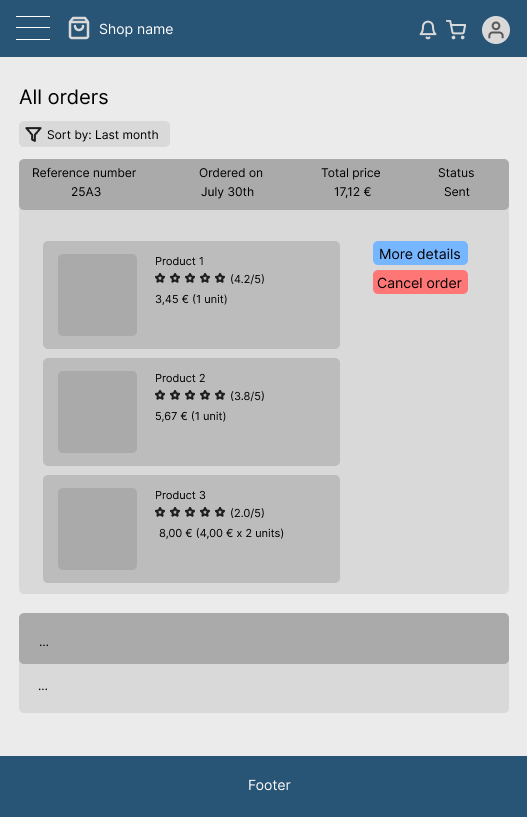 Shop name
All orders
Sort by: Last month
Reference number Ordered on Total price Status
25A3 July 30th 17,12 € Sent
Product 1
(4.2/5)
3,45 € (1 unit)
More details
Cancel order
Product 2
(3.8/5)
5,67 € (1 unit)
Product 3
(2.0/5)
8,00 € (4,00 € x 2 units)
...
...
Footer